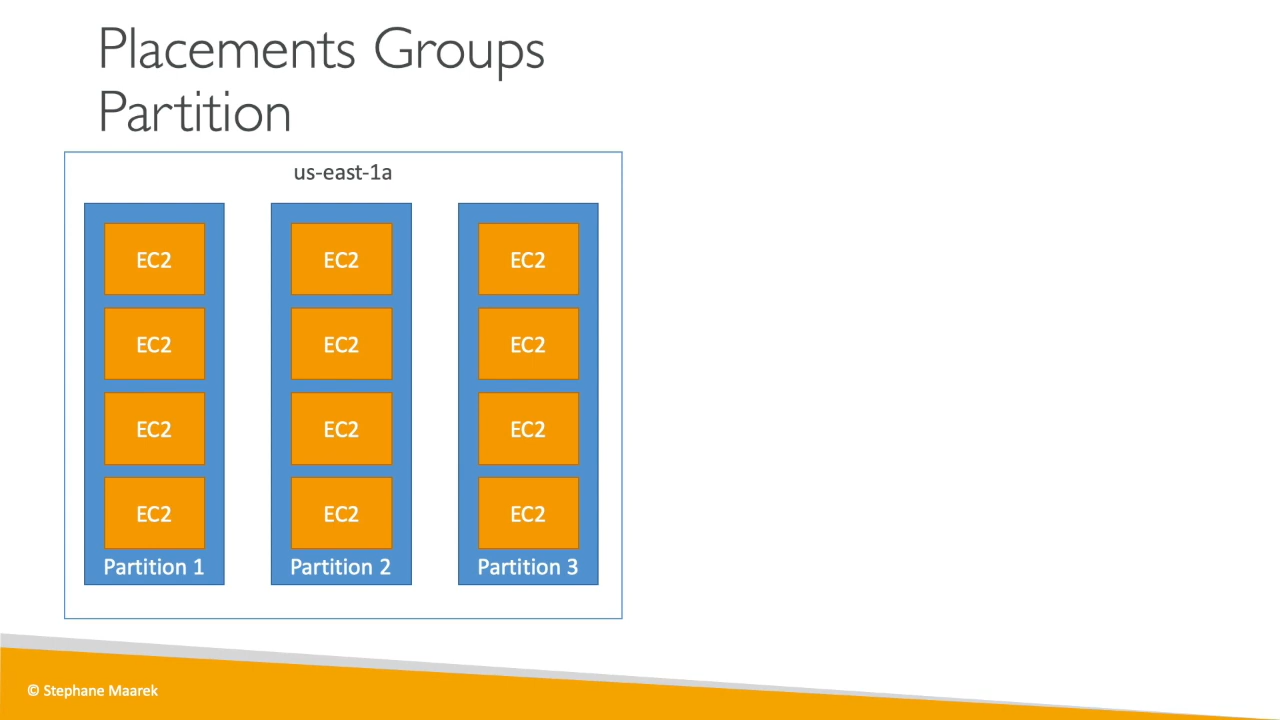 Placements Groups
Partition
us-east-1a
EC2
EC2
EC2
EC2
Partition 1
EC2
EC2
EC2
EC2
Partition 2
EC2
EC2
EC2
EC2
Partition 3
© Stephane Maarek